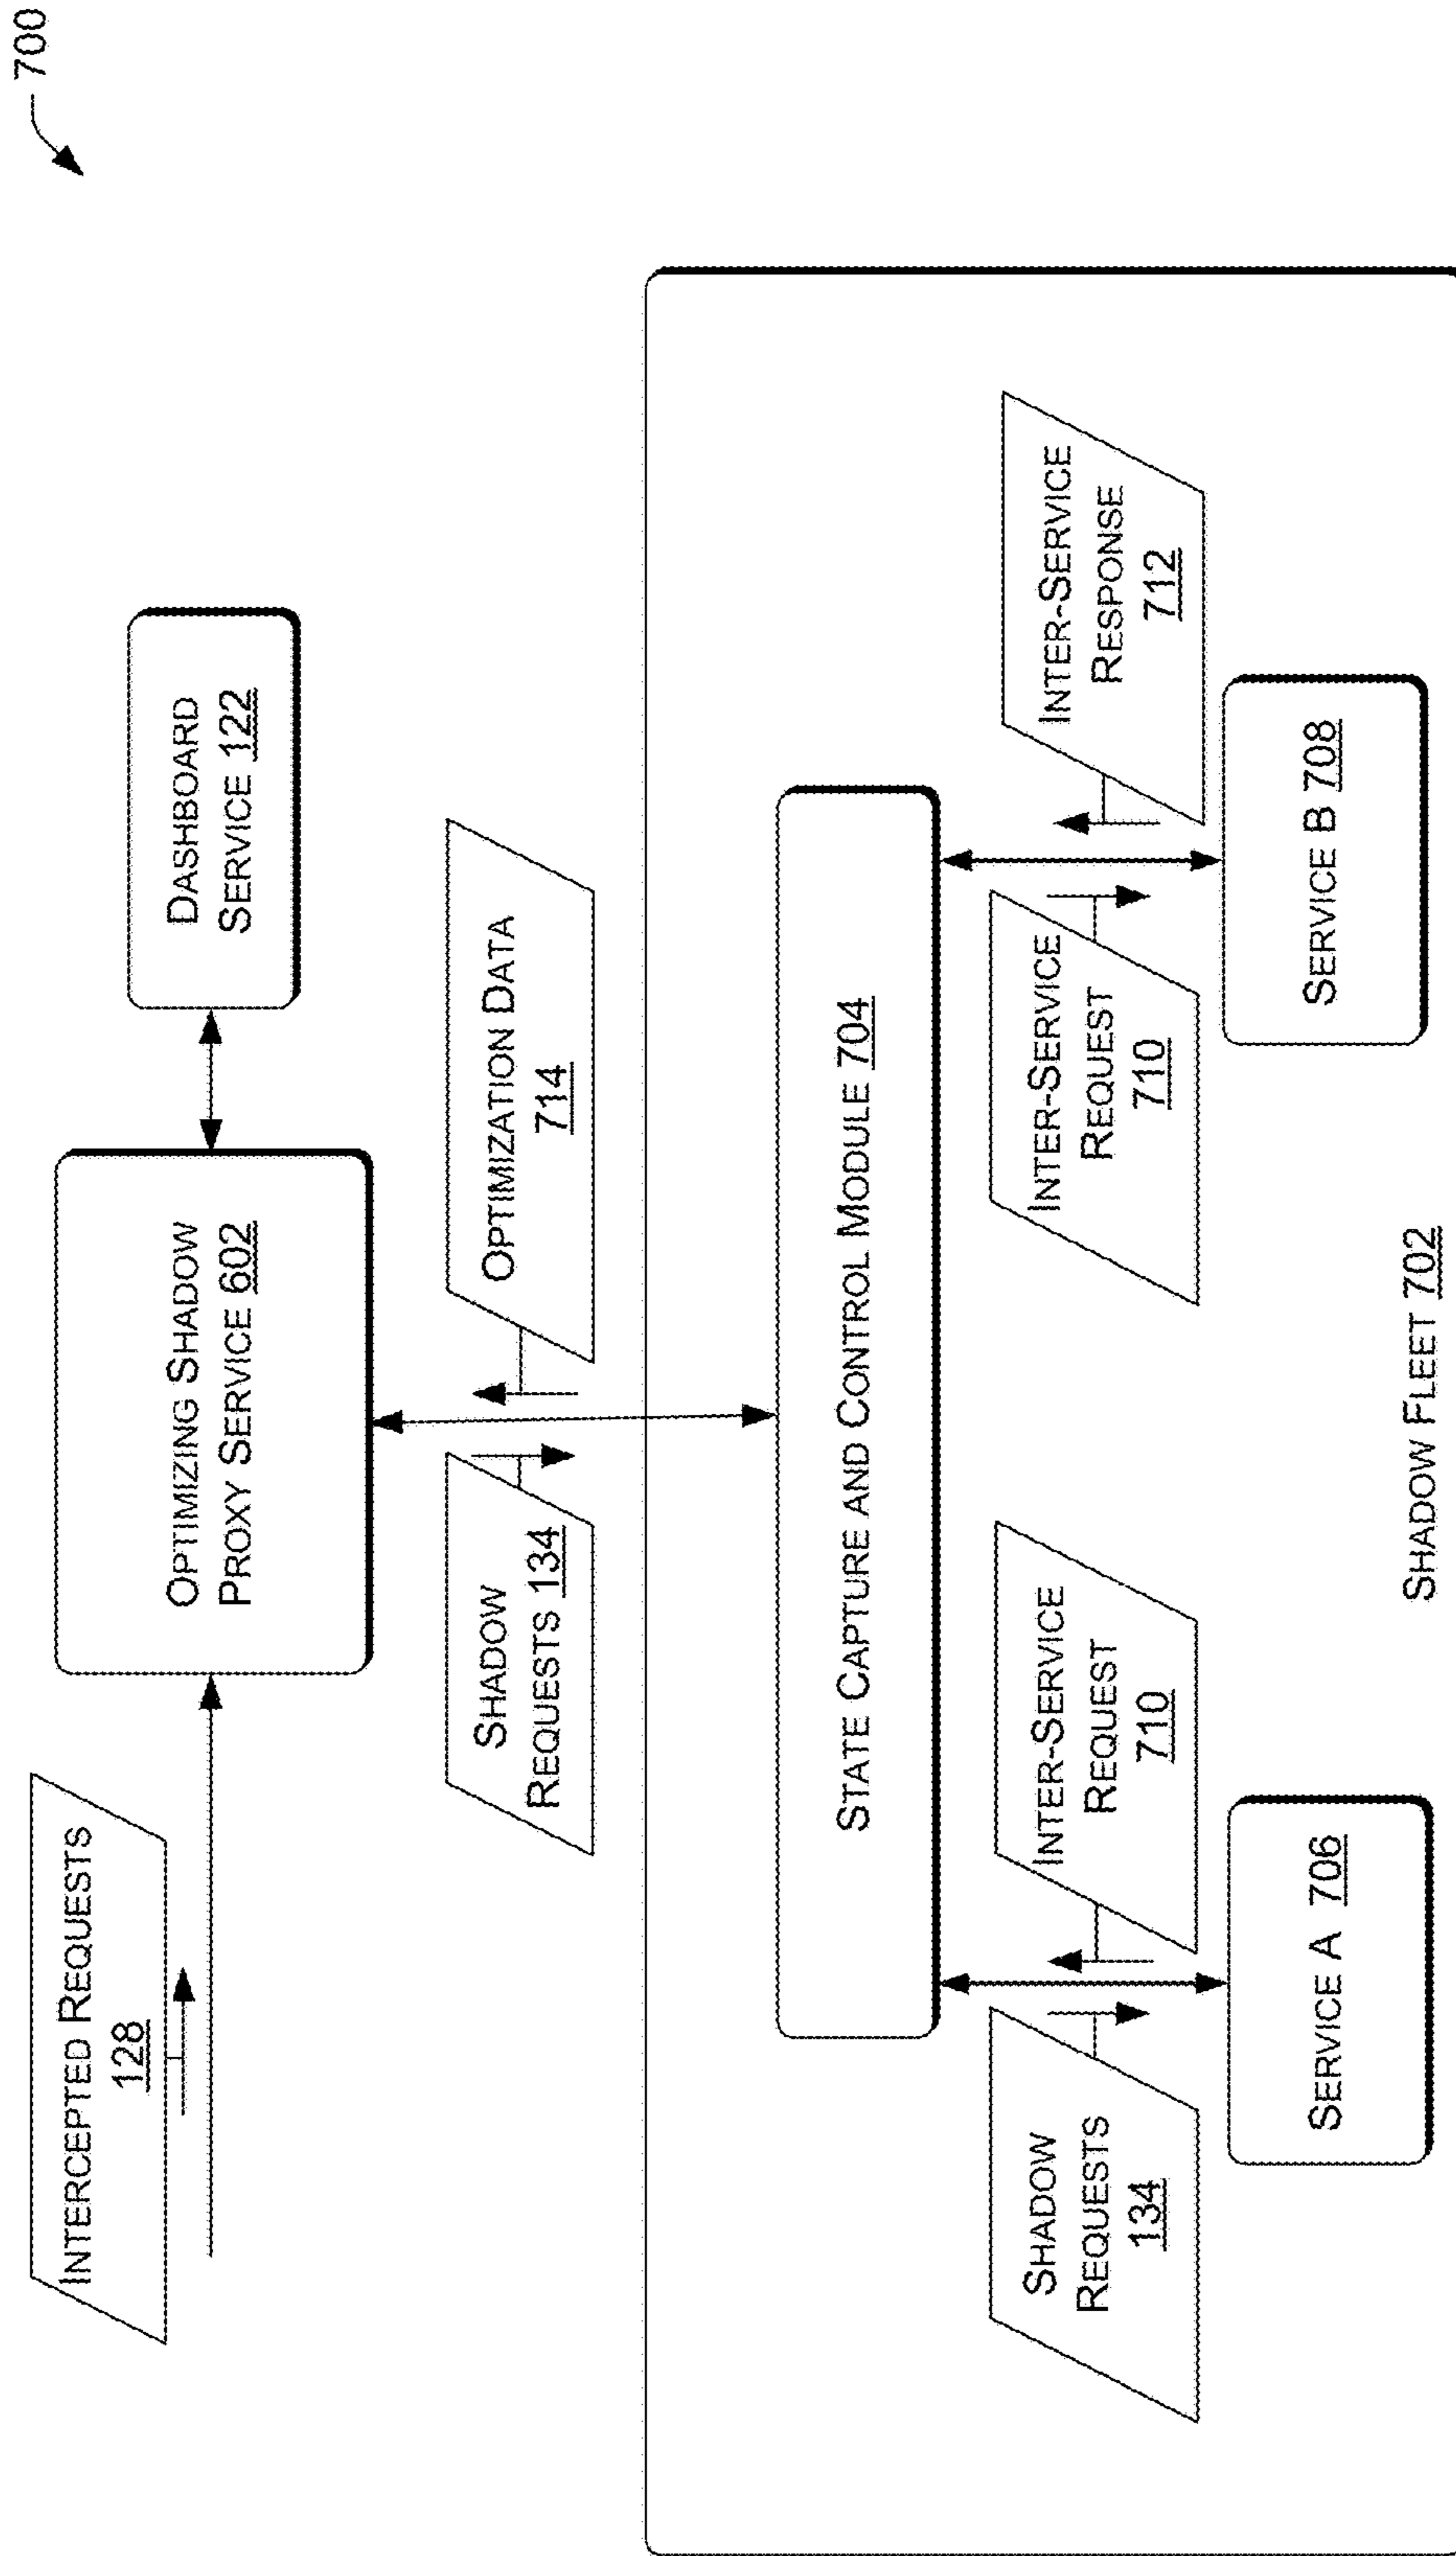 700
INTERCEPTED REQUESTS
128
OPTIMIZING SHADOW
PROXY SERVICE 602
DASHBOARD
SERVICE 122
SHADOW
REQUESTS 134
OPTIMIZATION DATA
714
STATE CAPTURE AND CONTROL MODULE 704
SHADOW
REQUESTS
134
INTER-SERVICE
REQUEST
710
INTER-SERVICE
REQUEST
710
INTER-SERVICE
RESPONSE
712
SERVICE A 706
SERVICE B 708
SHADOW FLEET 702